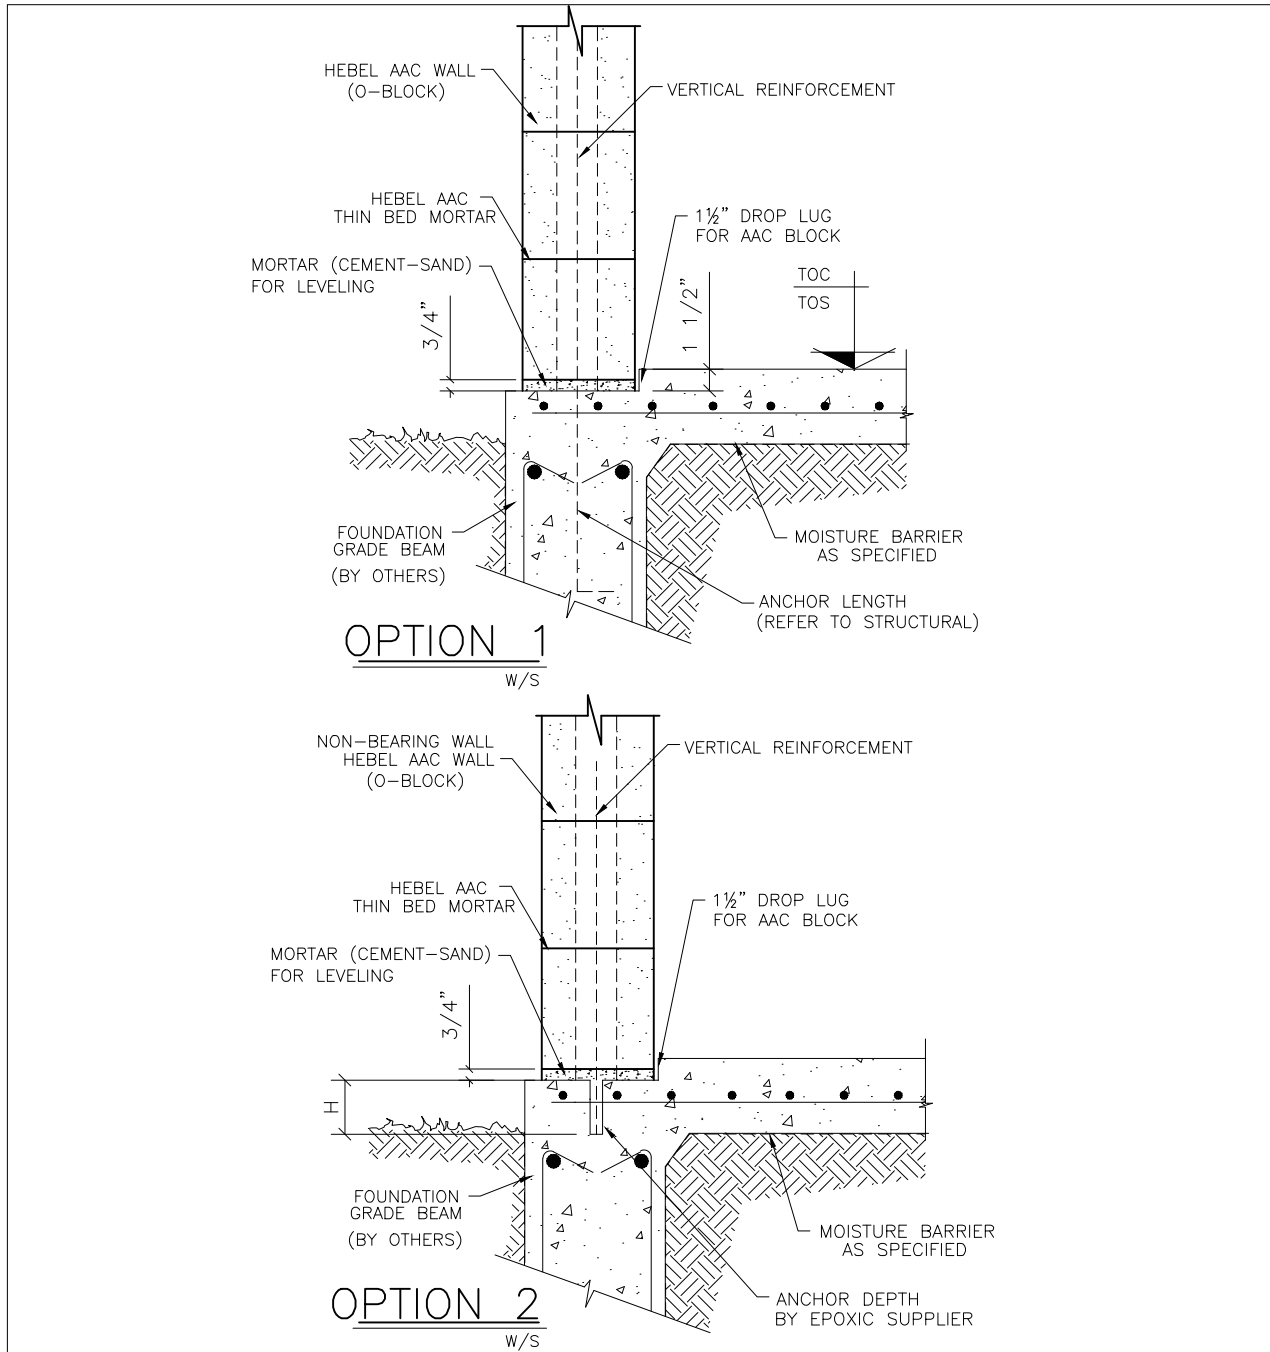 HEBEL AAC WALL
(O-BLOCK)
VERTICAL REINFORCEMENT
HEBEL AAC
THIN BED MORTAR
1½" DROP LUG
FOR AAC BLOCK
MORTAR (CEMENT-SAND)
FOR LEVELING
3/4"
1 1/2"
TOC
TOS
FOUNDATION
GRADE BEAM
(BY OTHERS)
MOISTURE BARRIER
AS SPECIFIED
ANCHOR LENGTH
(REFER TO STRUCTURAL)
OPTION 1
W/S
NON-BEARING WALL
HEBEL AAC WALL
(O-BLOCK)
VERTICAL REINFORCEMENT
HEBEL AAC
THIN BED MORTAR
1½" DROP LUG
FOR AAC BLOCK
MORTAR (CEMENT-SAND)
FOR LEVELING
3/4"
H
FOUNDATION
GRADE BEAM
(BY OTHERS)
MOISTURE BARRIER
AS SPECIFIED
ANCHOR DEPTH
BY EPOXIC SUPPLIER
OPTION 2
W/S